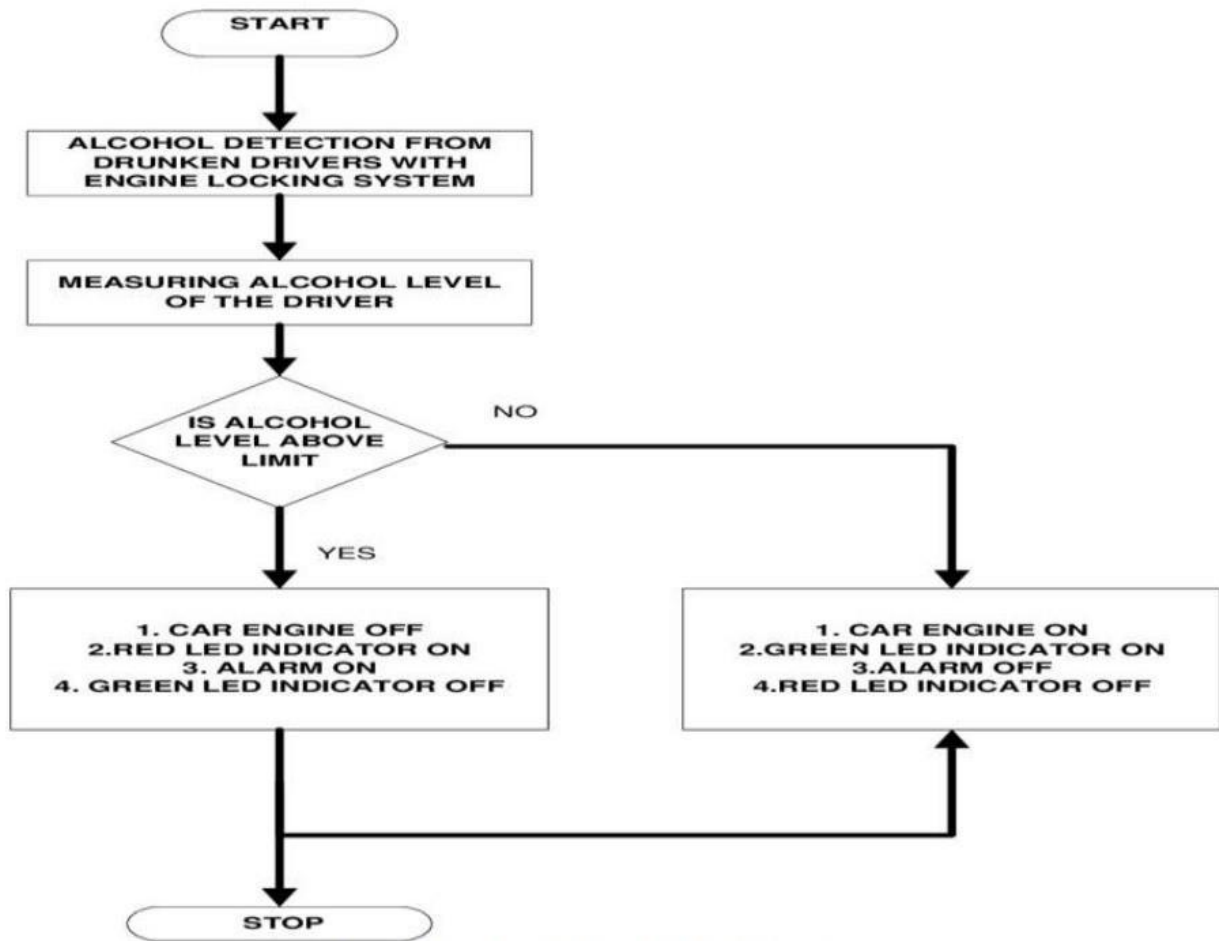 START
ALCOHOL DETECTION FROM
DRUNKEN DRIVERS WITH
ENGINE LOCKING SYSTEM
MEASURING ALCOHOL LEVEL
OF THE DRIVER
IS ALCOHOL
LEVEL ABOVE
LIMIT
NO
YES
1. CAR ENGINE OFF
2.RED LED INDICATOR ON
3. ALARM ON
4. GREEN LED INDICATOR OFF
1. CAR ENGINE ON
2.GREEN LED INDICATOR ON
3.ALARM OFF
4.RED LED INDICATOR OFF
STOP